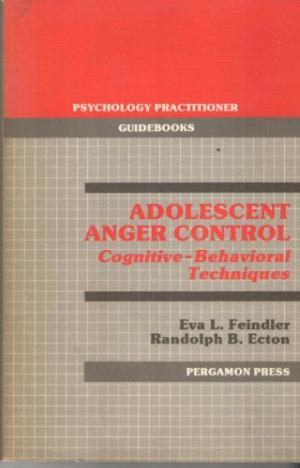 PSYCHOLOGY PRACTITIONER
GUIDEBOOKS
ADOLESCENT
ANGER CONTROL
Cognitive-Behavioral
Techniques
Eva L. Feindler
Randolph B. Ecton
PERGAMON PRESS